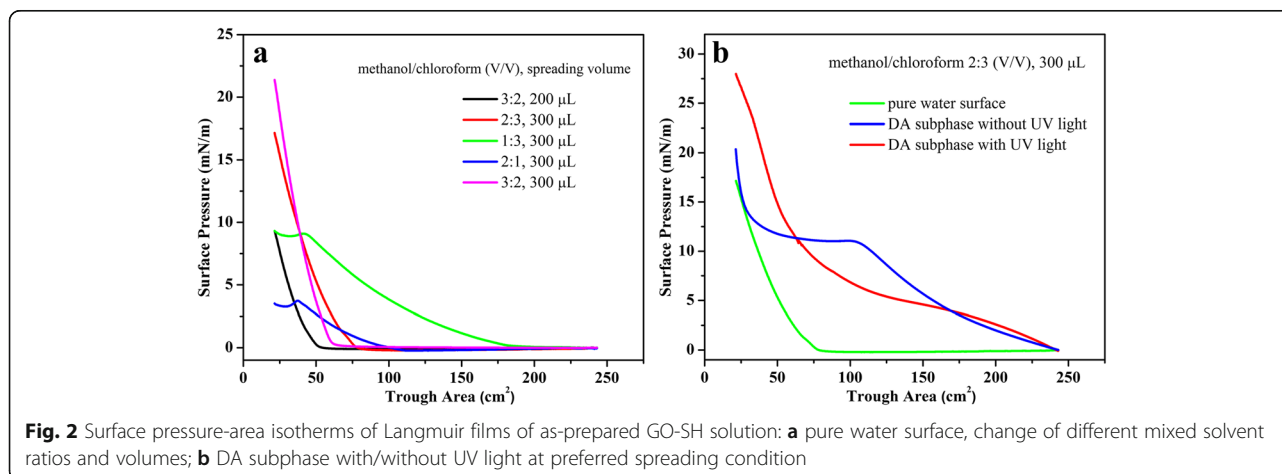 a
methanol/chloroform (V/V), spreading volume
3:2, 200 µL
2:3, 300 µL
1:3, 300 µL
2:1, 300 µL
3:2, 300 µL
Surface Pressure (mN/m)
25
20
15
10
5
0
0 50 100 150 200 250
Trough Area (cm²)
b
methanol/chloroform 2:3 (V/V), 300 µL
pure water surface
DA subphase without UV light
DA subphase with UV light
Surface Pressure (mN/m)
30
25
20
15
10
5
0
0 50 100 150 200 250
Trough Area (cm²)
Fig. 2 Surface pressure-area isotherms of Langmuir films of as-prepared GO-SH solution: a pure water surface, change of different mixed solvent
ratios and volumes; b DA subphase with/without UV light at preferred spreading condition